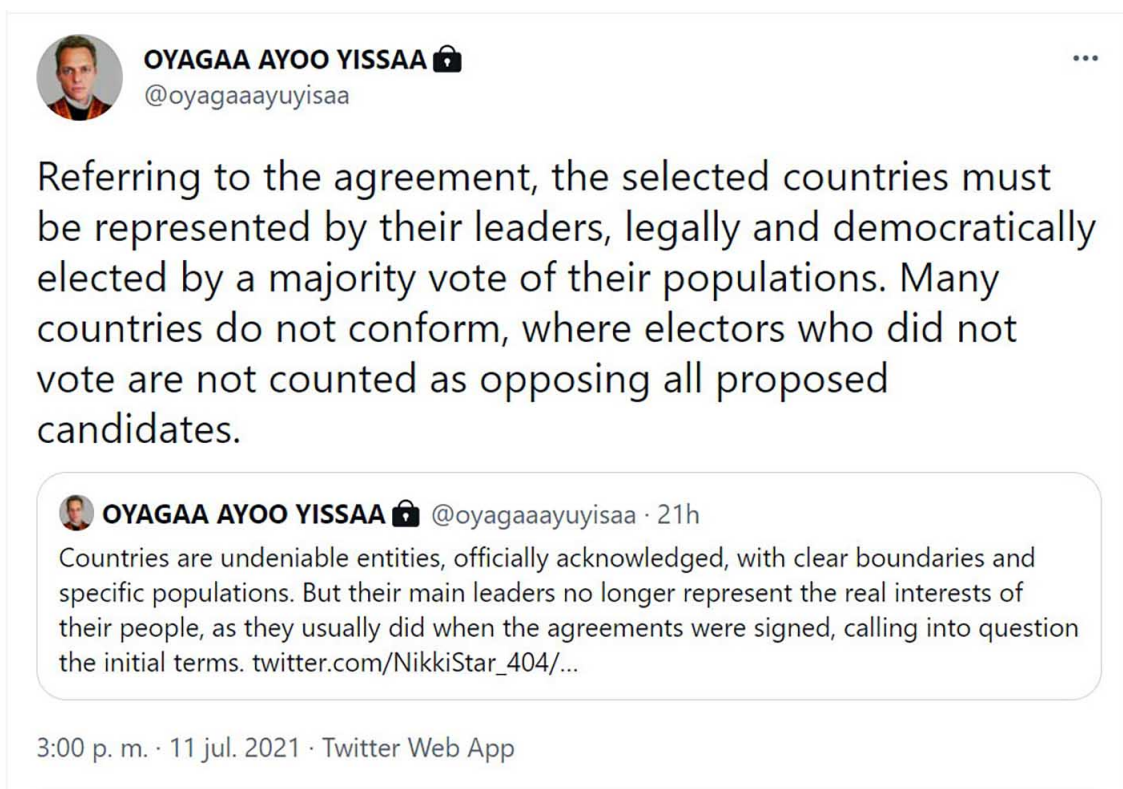 OYAGAA AYOO YISSAA
@oyagaaayuyisaa
Referring to the agreement, the selected countries must
be represented by their leaders, legally and democratically
elected by a majority vote of their populations. Many
countries do not conform, where electors who did not
vote are not counted as opposing all proposed
candidates.
OYAGAA AYOO YISSAA @oyagaaayuyisaa · 21h
Countries are undeniable entities, officially acknowledged, with clear boundaries and
specific populations. But their main leaders no longer represent the real interests of
their people, as they usually did when the agreements were signed, calling into question
the initial terms. twitter.com/NikkiStar_404/...
3:00 p. m. · 11 jul. 2021 · Twitter Web App